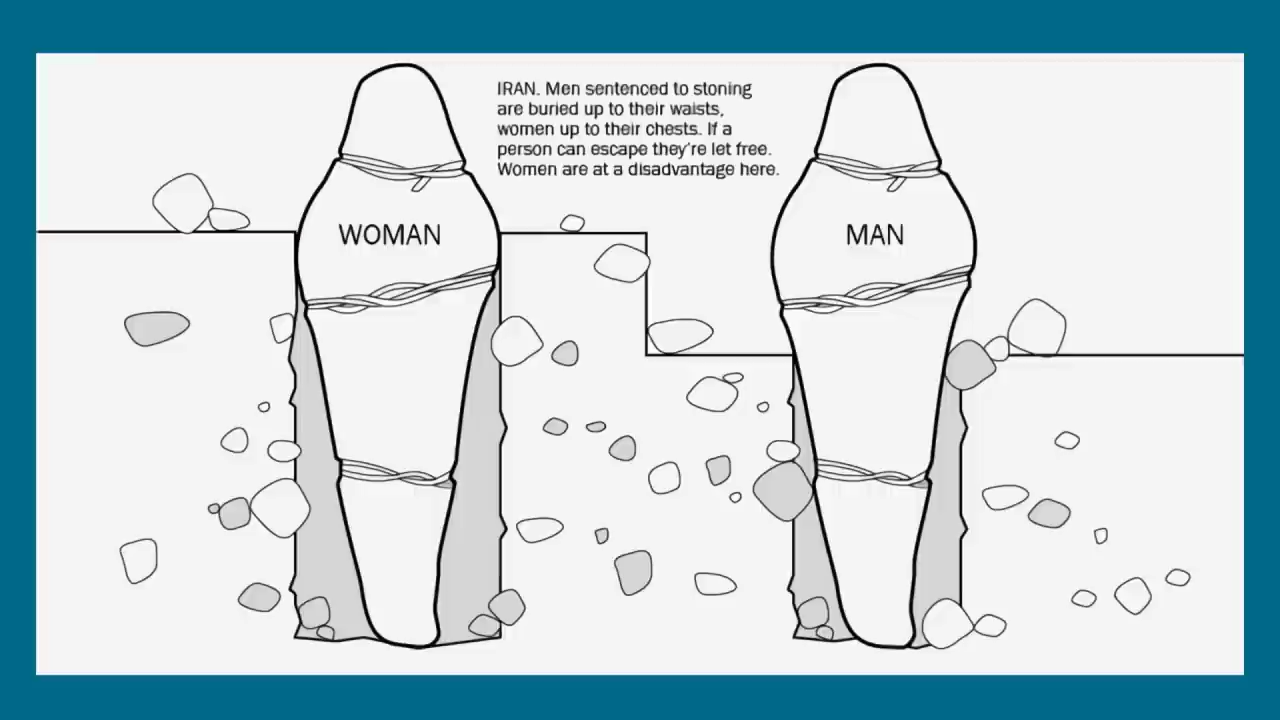 IRAN. Men sentenced to stoning
are buried up to their waists,
women up to their chests. If a
person can escape they're let free.
Women are at a disadvantage here.
WOMAN
MAN